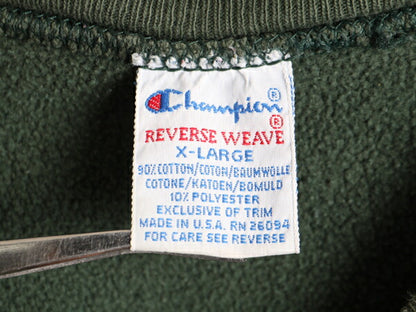 Champion®
®
REVERSE WEAVE
X-LARGE
90% COTTON/COTON/BAUMWOLLE
COTONE/KATOEN/BOMULD
10% POLYESTER
EXCLUSIVE OF TRIM
MADE IN U.S.A. RN 26094
FOR CARE SEE REVERSE